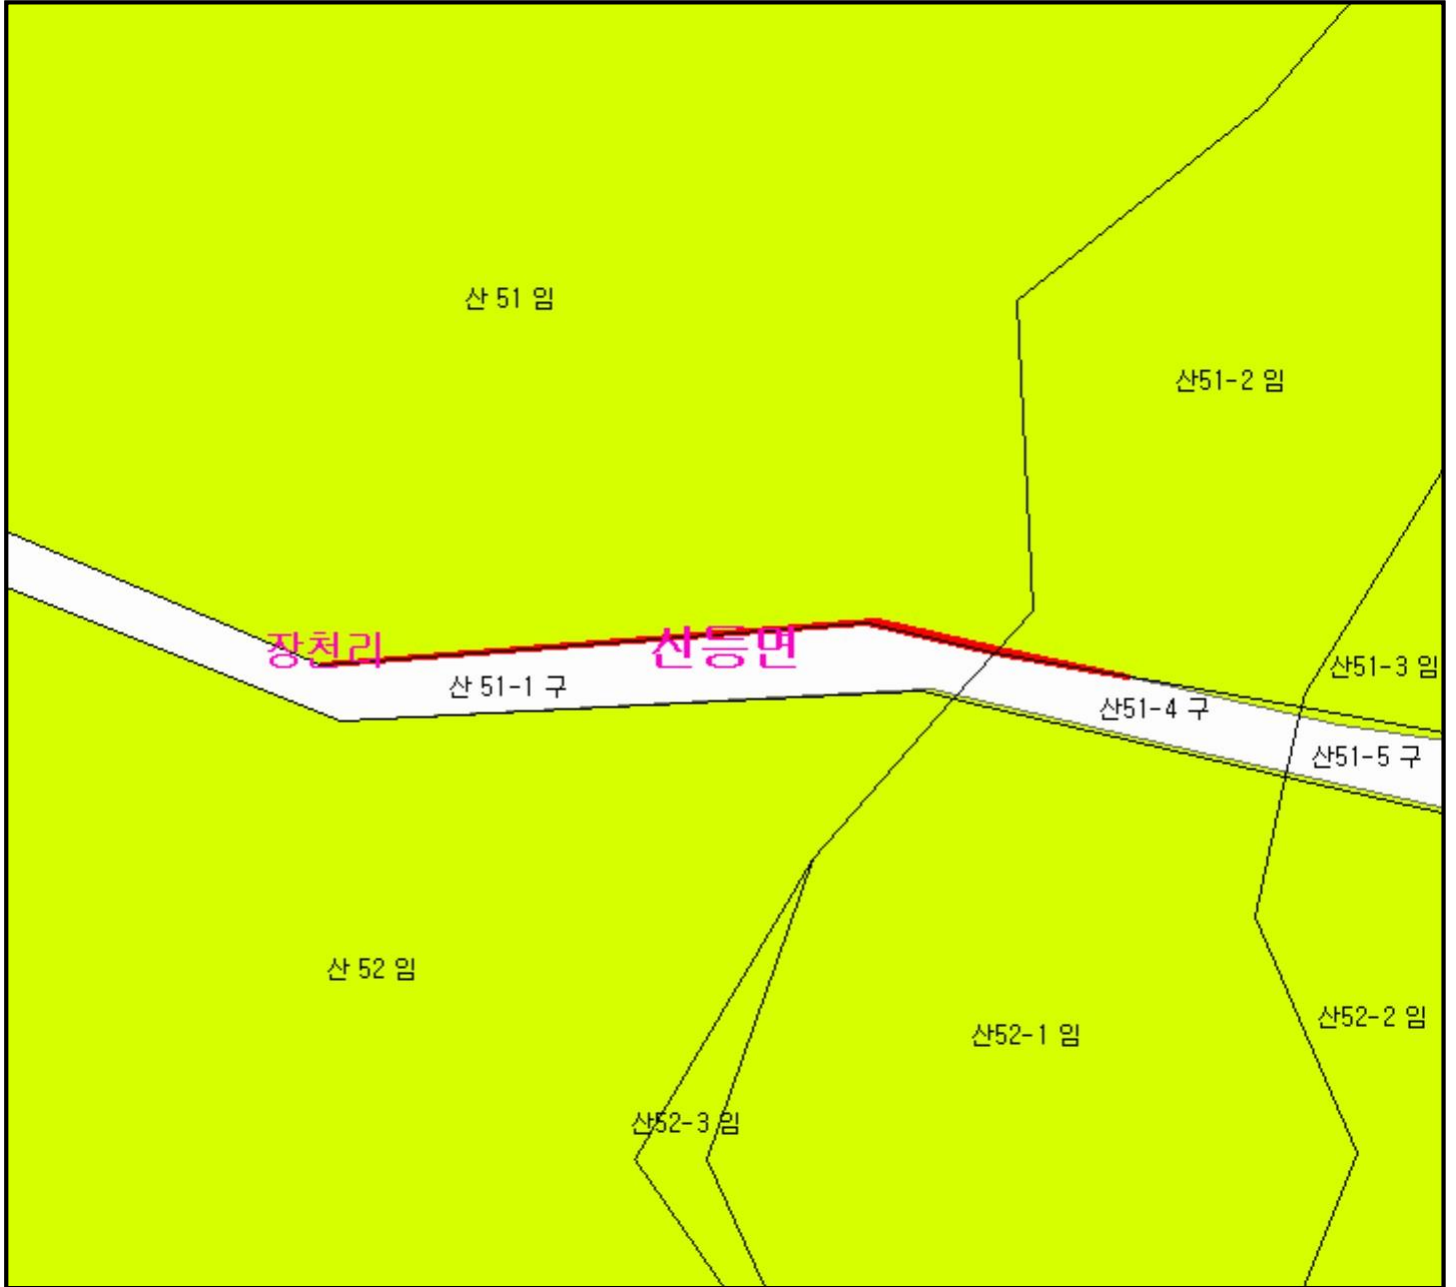 산 51 임
산51-2 임
장천리
신등면
산51-3 임
산 51-1 구
산51-4 구
산51-5 구
산 52 임
산52-2 임
산52-1 임
산52-3 임